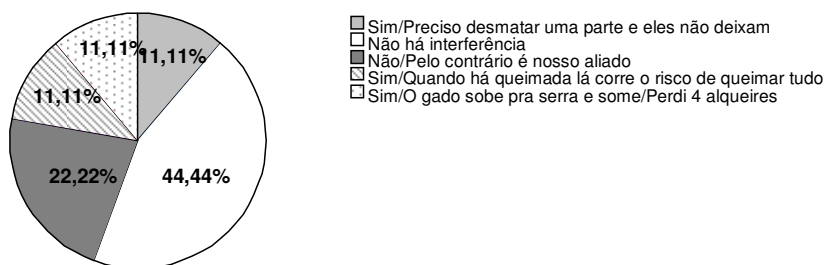 11,11%
11,11%
11,11%
22,22%
44,44%
Sim/Preciso desmatar uma parte e eles não deixam
Não há interferência
Não/Pelo contrário é nosso aliado
Sim/Quando há queimada lá corre o risco de queimar tudo
Sim/O gado sobe pra serra e some/Perdi 4 alqueires